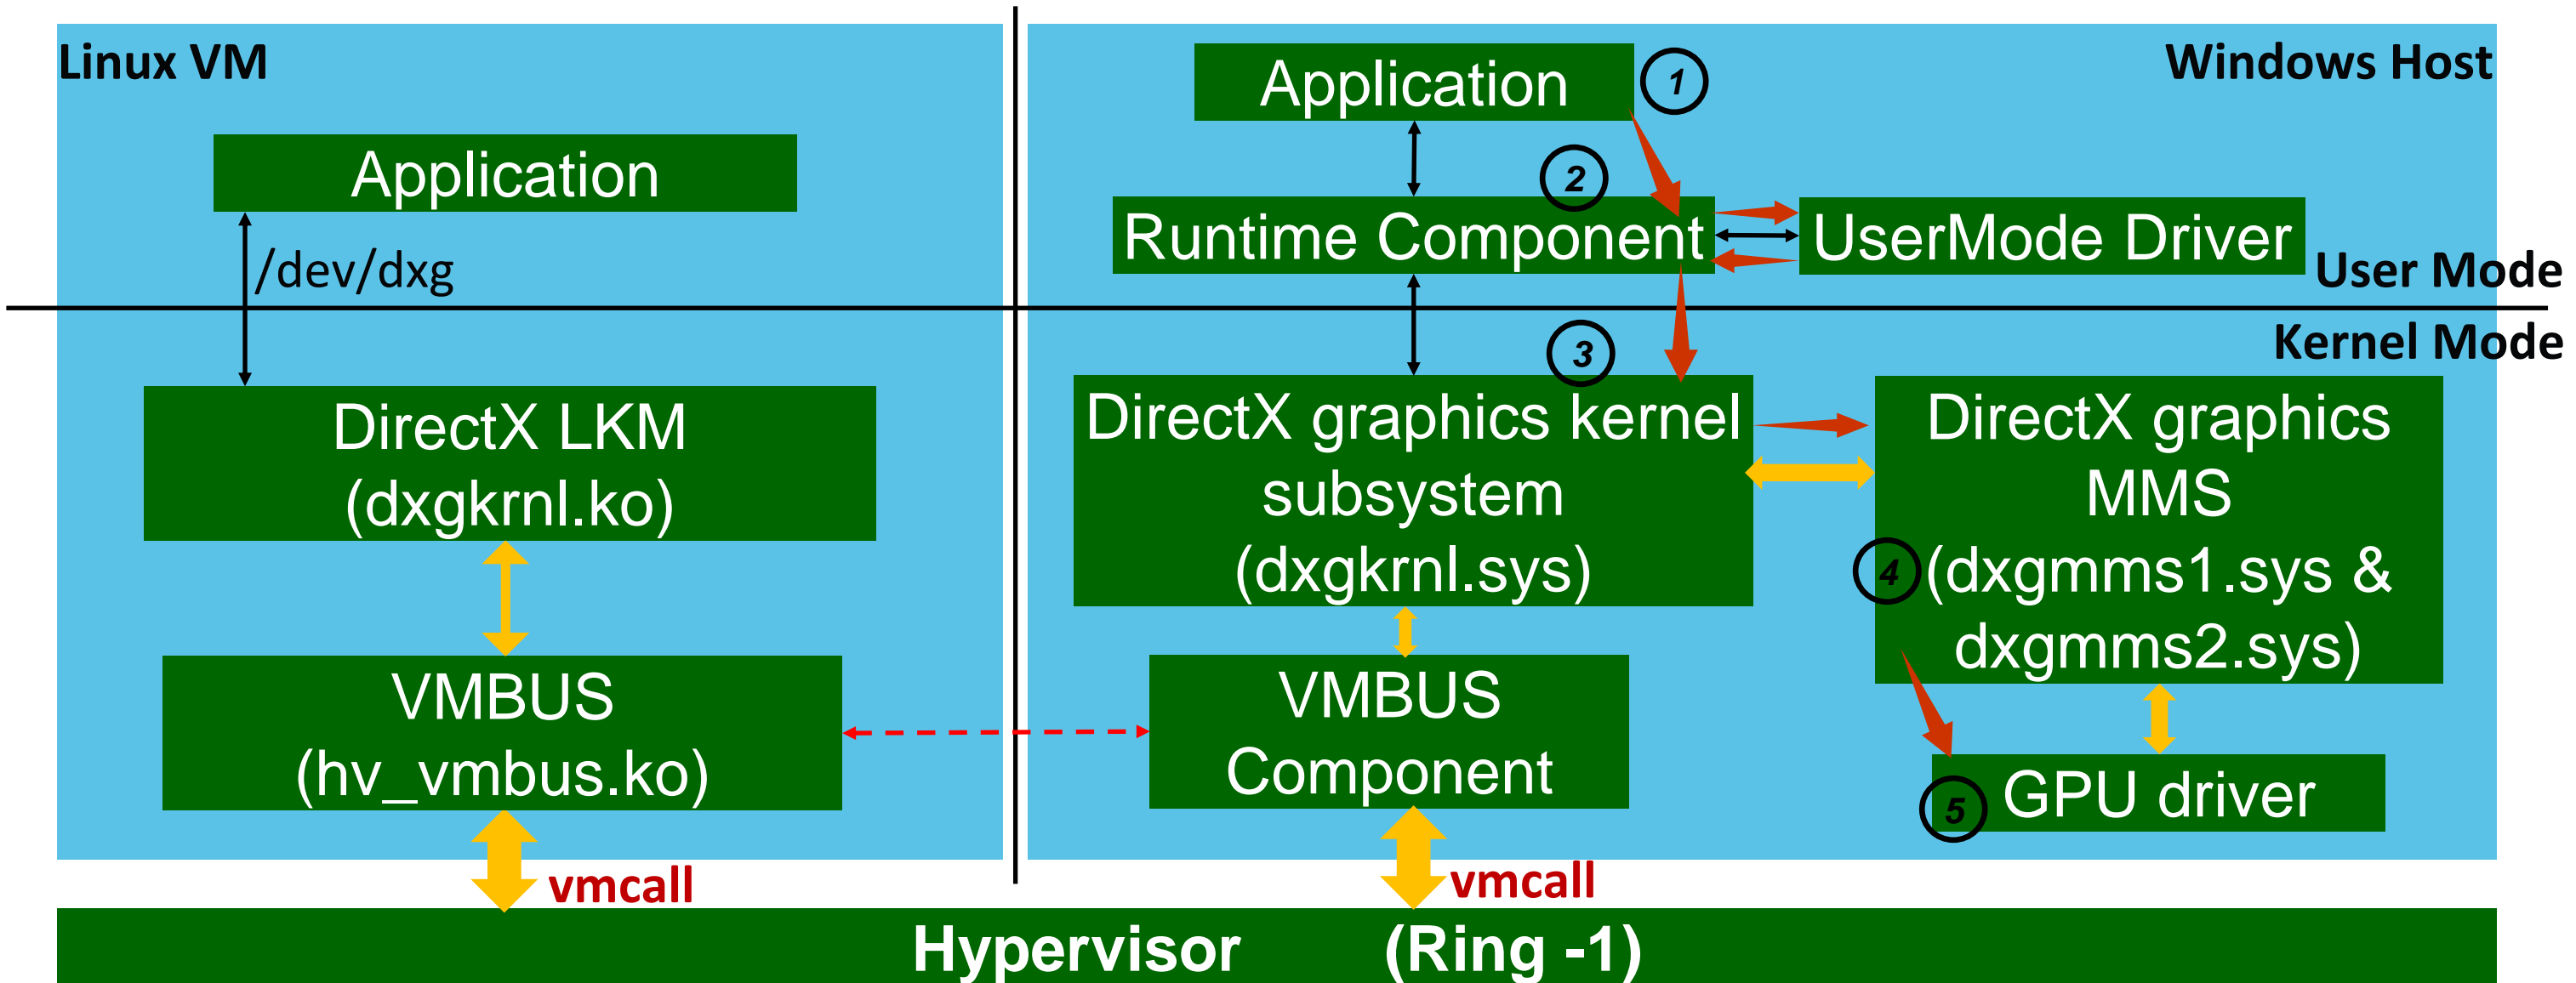 Linux VM
Application
/dev/dxg
DirectX LKM
(dxgkrnl.ko)
VMBUS
(hv_vmbus.ko)
vmcall
Windows Host
Application
1
2
Runtime Component
UserMode Driver
User Mode
Kernel Mode
3
DirectX graphics kernel
subsystem
(dxgkrnl.sys)
DirectX graphics
MMS
(dxgmms1.sys &
dxgmms2.sys)
4
VMBUS
Component
5
GPU driver
vmcall
Hypervisor (Ring -1)